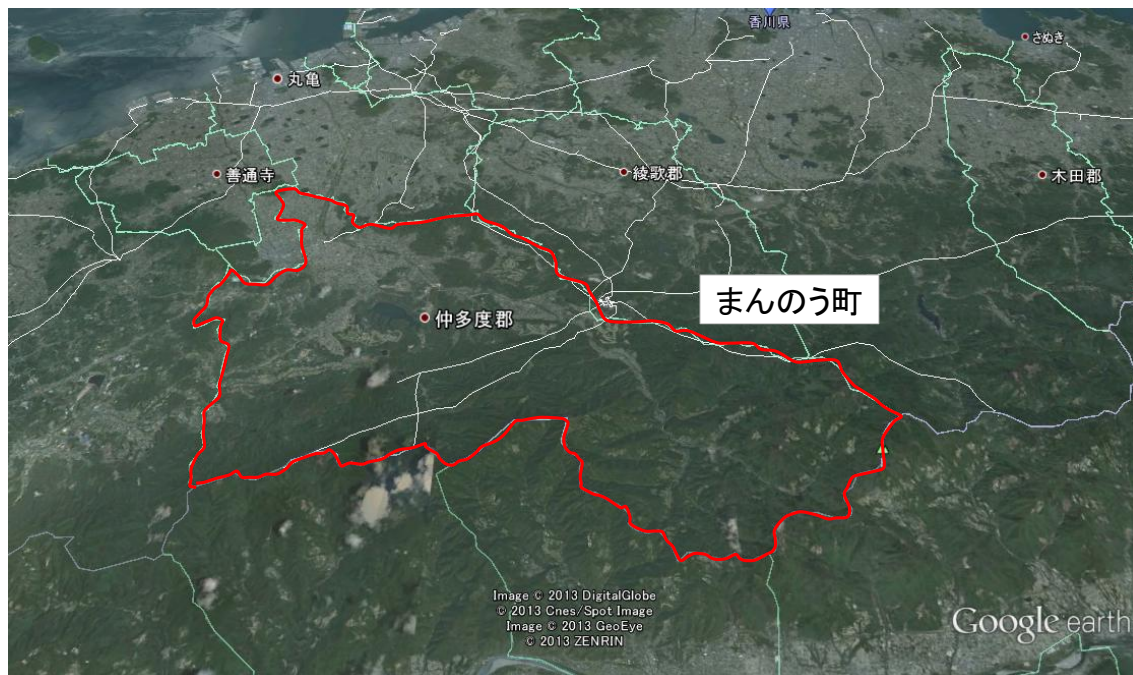 香川県
さぬき
丸亀
善通寺
綾歌郡
木田郡
まんのう町
仲多度郡
Image © 2013 DigitalGlobe
© 2013 Cnes/Spot Image
Image © 2013 GeoEye
© 2013 ZENRIN
Google earth